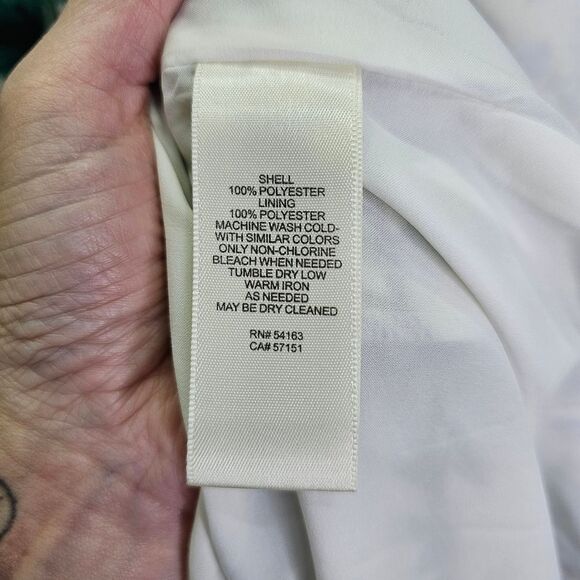 SHELL
100% POLYESTER
LINING
100% POLYESTER
MACHINE WASH COLD-
WITH SIMILAR COLORS
ONLY NON-CHLORINE
BLEACH WHEN NEEDED
TUMBLE DRY LOW
WARM IRON
AS NEEDED
MAY BE DRY CLEANED
RN# 54163
CA# 57151